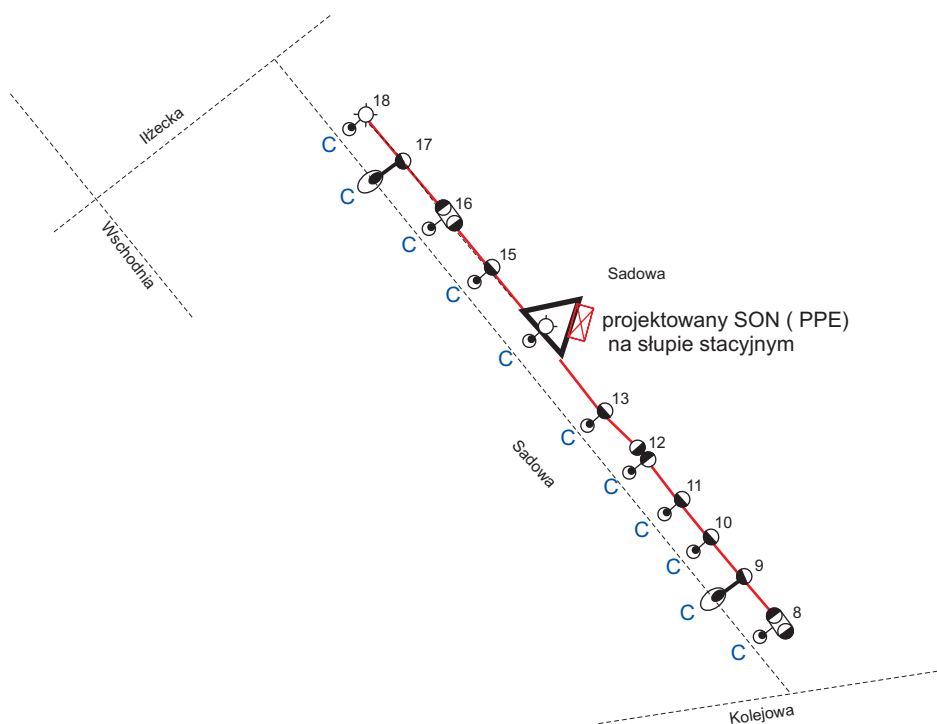 18
Iłżecka
C
17
C
16
Wschodnia
C
15
Sadowa
C
projektowany SON ( PPE)
na słupie stacyjnym
C
13
C
12
Sadowa
C
11
C
10
C
9
C
8
C
Kolejowa